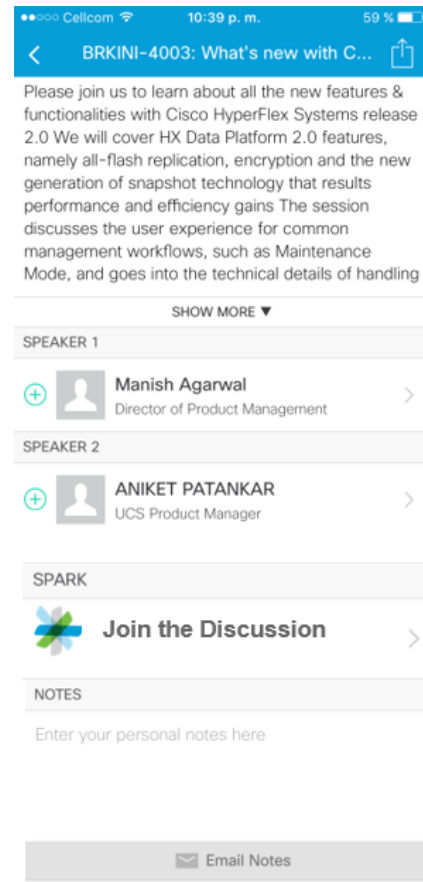 Cellcom 10:39 p. m. 59 %
BRKINI-4003: What's new with C...
Please join us to learn about all the new features &
functionalities with Cisco HyperFlex Systems release
2.0 We will cover HX Data Platform 2.0 features,
namely all-flash replication, encryption and the new
generation of snapshot technology that results
performance and efficiency gains The session
discusses the user experience for common
management workflows, such as Maintenance
Mode, and goes into the technical details of handling
SHOW MORE ▼
SPEAKER 1
Manish Agarwal
Director of Product Management
SPEAKER 2
ANIKET PATANKAR
UCS Product Manager
SPARK
Join the Discussion
NOTES
Enter your personal notes here
Email Notes